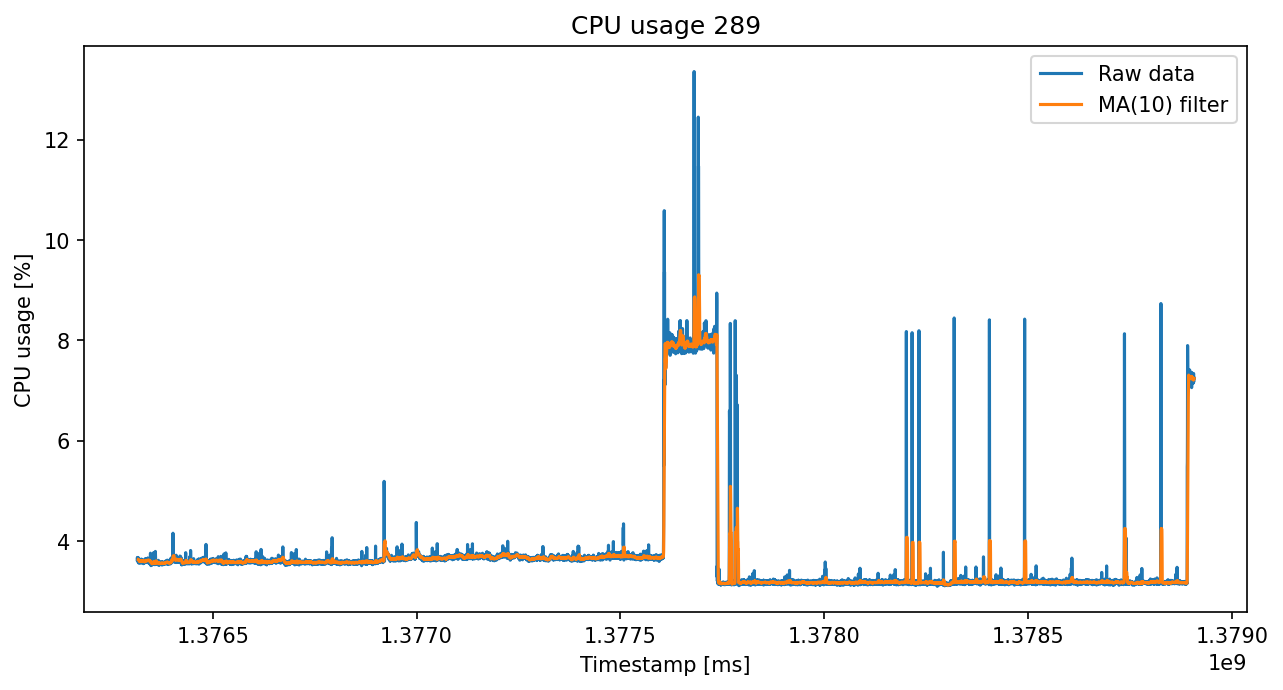 CPU usage 289
Raw data
MA(10) filter
CPU usage [%]
12
10
8
6
4
1.3765 1.3770 1.3775 1.3780 1.3785 1.3790
1e9
Timestamp [ms]